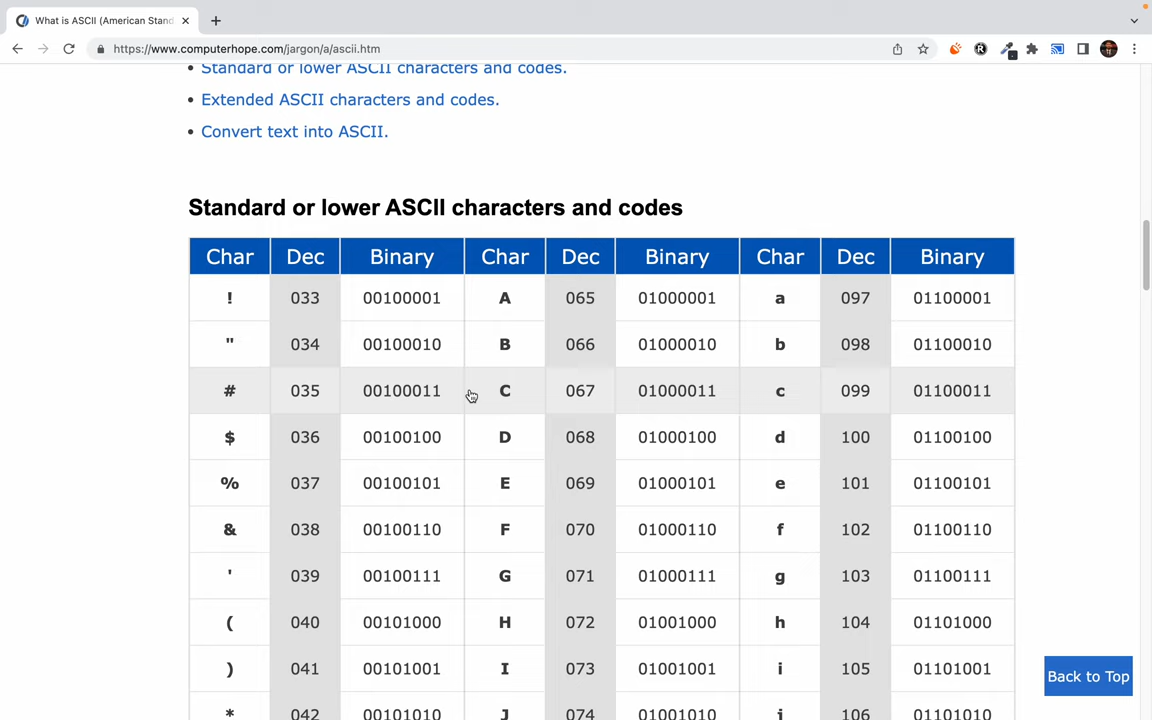 What is ASCII (American Stand
https://www.computerhope.com/jargon/a/ascii.htm
• Standard or lower ASCII characters and codes.
• Extended ASCII characters and codes.
• Convert text into ASCII.
Standard or lower ASCII characters and codes
Char Dec Binary Char Dec Binary Char Dec Binary
! 033 00100001 A 065 01000001 a 097 01100001
" 034 00100010 B 066 01000010 b 098 01100010
# 035 00100011 C 067 01000011 c 099 01100011
$ 036 00100100 D 068 01000100 d 100 01100100
% 037 00100101 E 069 01000101 e 101 01100101
& 038 00100110 F 070 01000110 f 102 01100110
' 039 00100111 G 071 01000111 g 103 01100111
( 040 00101000 H 072 01001000 h 104 01101000
) 041 00101001 I 073 01001001 i 105 01101001
* 042 00101010 J 074 01001010 j 106 01101010
Back to Top